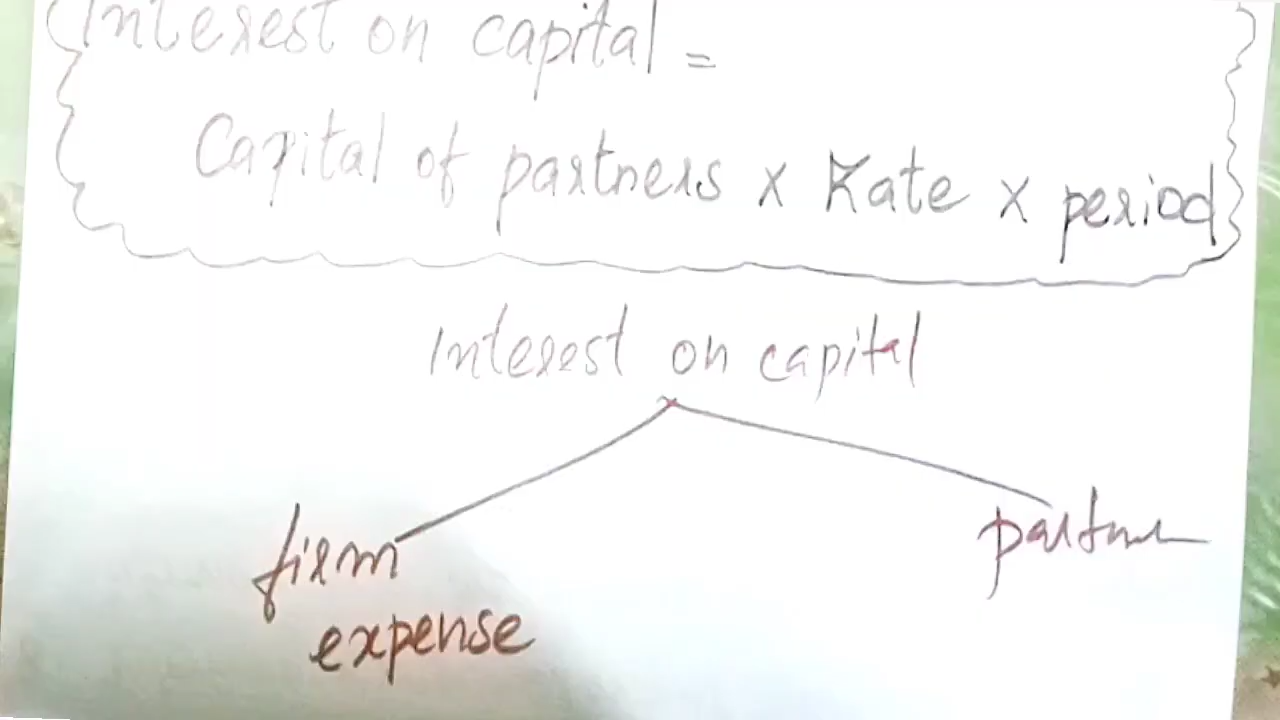 Interest on capital =
Capital of partners x Rate x period
Interest on capital
firm
partner
expense